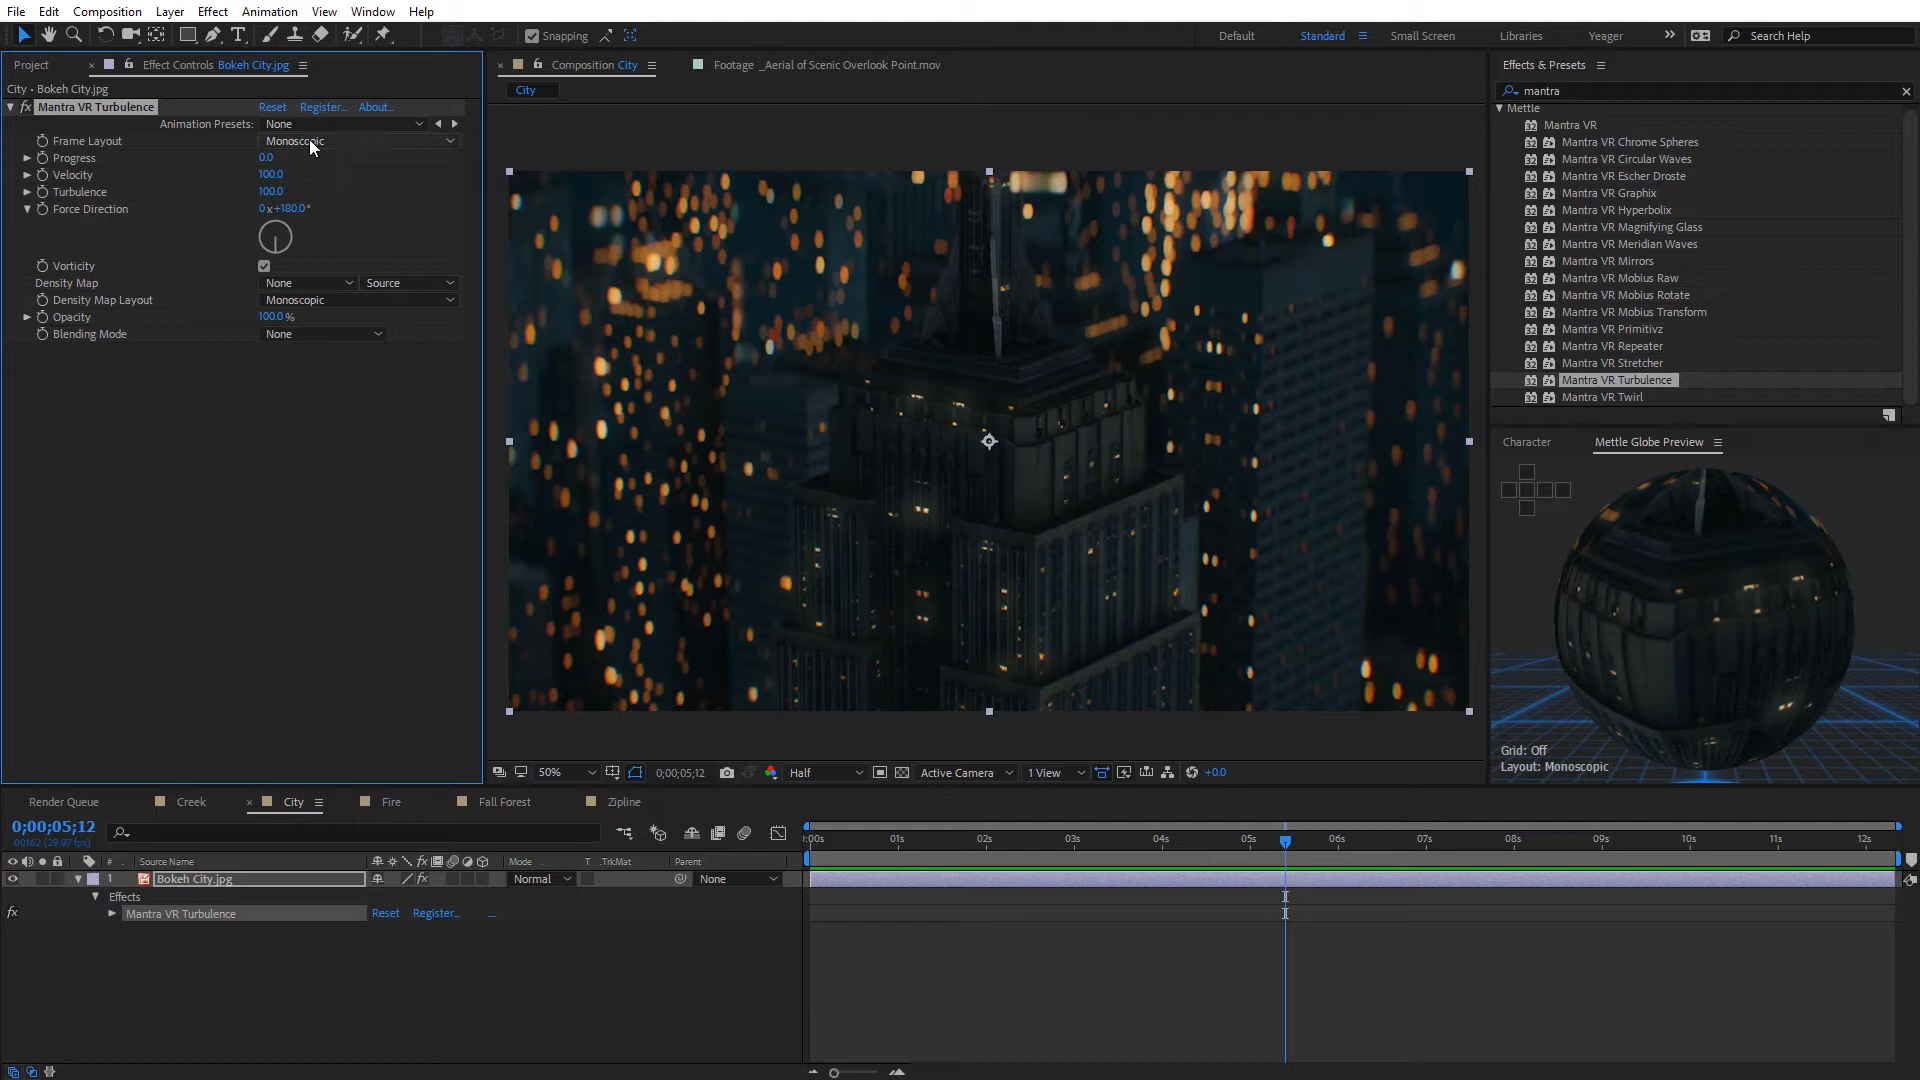 File Edit Composition Layer Effect Animation View Window Help
Snapping Default Standard Small Screen Libraries Yeager Search Help
Project Effect Controls Bokeh City.jpg
City • Bokeh City.jpg
fx Mantra VR Turbulence Reset Register... About...
Animation Presets: None
Frame Layout Monoscopic
Progress 0.0
Velocity 100.0
Turbulence 100.0
Force Direction 0x+180.0°
Vorticity
Density Map None Source
Density Map Layout Monoscopic
Opacity 100.0 %
Blending Mode None
Composition City Footage _Aerial of Scenic Overlook Point.mov
City
50% 0;00;05;12 Half Active Camera 1 View +0.0
Effects & Presets
mantra
Mettle
Mantra VR
Mantra VR Chrome Spheres
Mantra VR Circular Waves
Mantra VR Escher Droste
Mantra VR Graphix
Mantra VR Hyperbolix
Mantra VR Magnifying Glass
Mantra VR Meridian Waves
Mantra VR Mirrors
Mantra VR Mobius Raw
Mantra VR Mobius Rotate
Mantra VR Mobius Transform
Mantra VR Primitivz
Mantra VR Repeater
Mantra VR Stretcher
Mantra VR Turbulence
Mantra VR Twirl
Character Mettle Globe Preview
Grid: Off
Layout: Monoscopic
Render Queue Creek City Fire Fall Forest Zipline
0;00;05;12
00162 (29.97 fps)
:00s 01s 02s 03s 04s 05s 06s 07s 08s 09s 10s 11s 12s
# Source Name fx Mode T .TrkMat Parent
1 Bokeh City.jpg fx Normal None
Effects
fx Mantra VR Turbulence Reset Register... ...